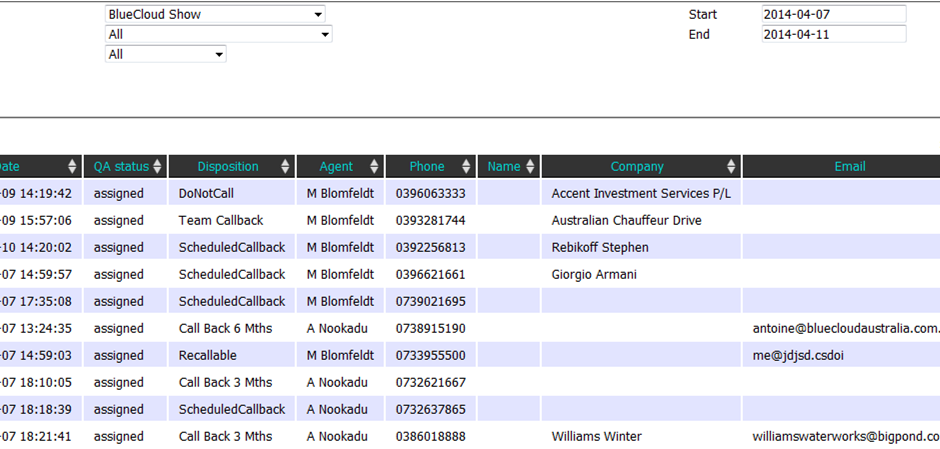 BlueCloud Show Start 2014-04-07
All End 2014-04-11
All
ate QA status Disposition Agent Phone Name Company Email
-09 14:19:42 assigned DoNotCall M Blomfeldt 0396063333 Accent Investment Services P/L
-09 15:57:06 assigned Team Callback M Blomfeldt 0393281744 Australian Chauffeur Drive
-10 14:20:02 assigned ScheduledCallback M Blomfeldt 0392256813 Rebikoff Stephen
-07 14:59:57 assigned ScheduledCallback M Blomfeldt 0396621661 Giorgio Armani
-07 17:35:08 assigned ScheduledCallback M Blomfeldt 0739021695
-07 13:24:35 assigned Call Back 6 Mths A Nookadu 0738915190 antoine@bluecloudaustralia.com.
-07 14:59:03 assigned Recallable M Blomfeldt 0733955500 me@jdjsd.csdoi
-07 18:10:05 assigned Call Back 3 Mths A Nookadu 0732621667
-07 18:18:39 assigned ScheduledCallback A Nookadu 0732637865
-07 18:21:41 assigned Call Back 3 Mths A Nookadu 0386018888 Williams Winter williamswaterworks@bigpond.co